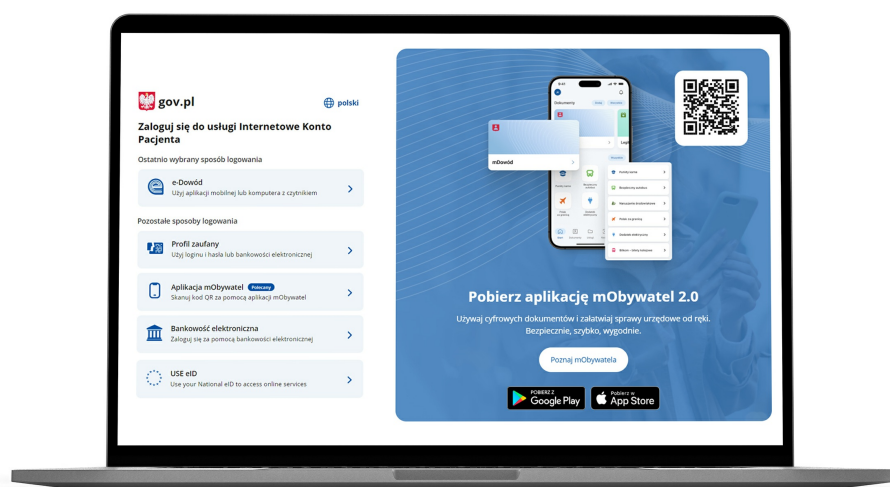 gov.pl
polski
Zaloguj się do usługi Internetowe Konto
Pacjenta
Ostatnio wybrany sposób logowania
e-Dowód
Użyj aplikacji mobilnej lub komputera z czytnikiem
Pozostałe sposoby logowania
Profil zaufany
Użyj loginu i hasła lub bankowości elektronicznej
Aplikacja mObywatel Polecany
Skanuj kod QR za pomocą aplikacji mObywatel
Bankowość elektroniczna
Zaloguj się za pomocą bankowości elektronicznej
USE eID
Use your National eID to access online services
9:41
Dokumenty
mDowód
Pobierz aplikację mObywatel 2.0
Używaj cyfrowych dokumentów i załatwiaj sprawy urzędowe od ręki.
Bezpiecznie, szybko, wygodnie.
Poznaj mObywatela
POBIERZ Z
Google Play
Pobierz w
App Store